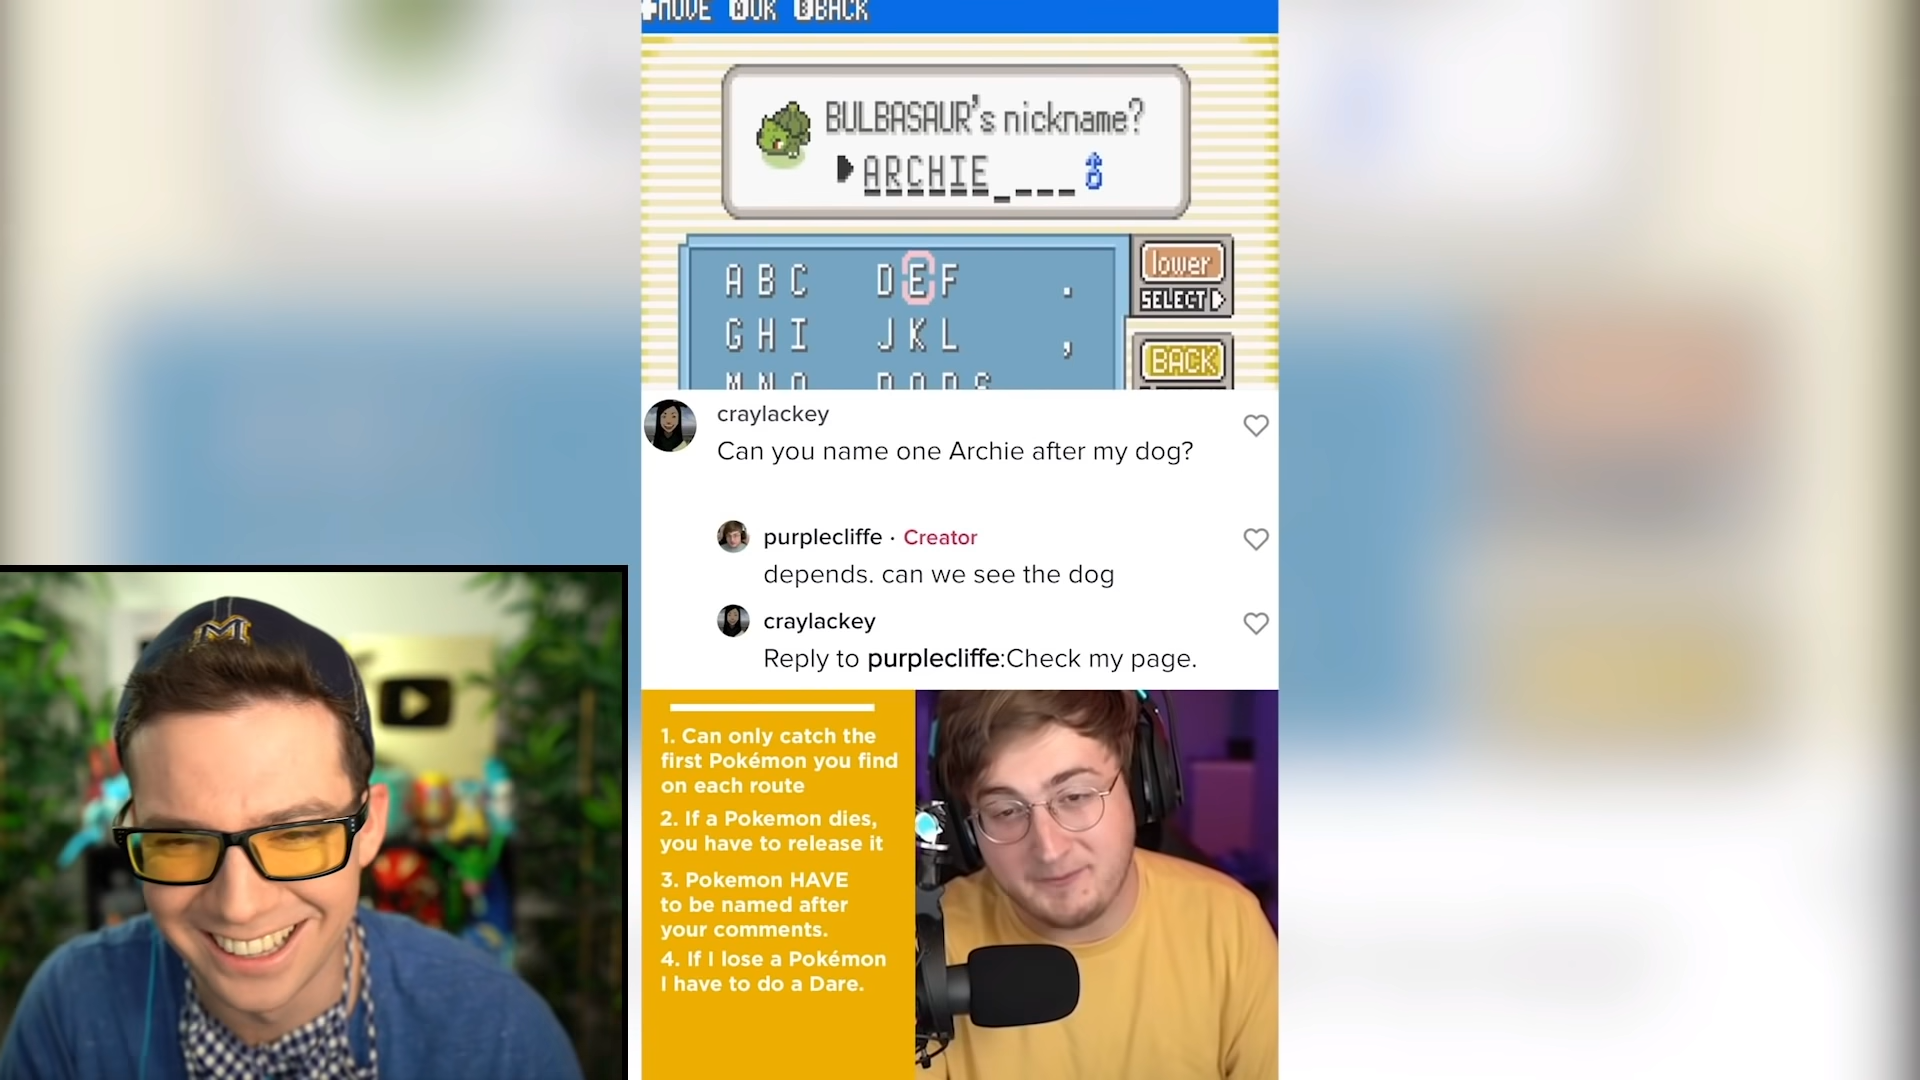 MOVE OK BACK
BULBASAUR's nickname?
ARCHIE
A B C D E F .
G H I J K L ,
lower
SELECT
BACK
craylackey
Can you name one Archie after my dog?
purplecliffe · Creator
depends. can we see the dog
craylackey
Reply to purplecliffe:Check my page.
M
1. Can only catch the
first Pokémon you find
on each route
2. If a Pokemon dies,
you have to release it
3. Pokemon HAVE
to be named after
your comments.
4. If I lose a Pokémon
I have to do a Dare.